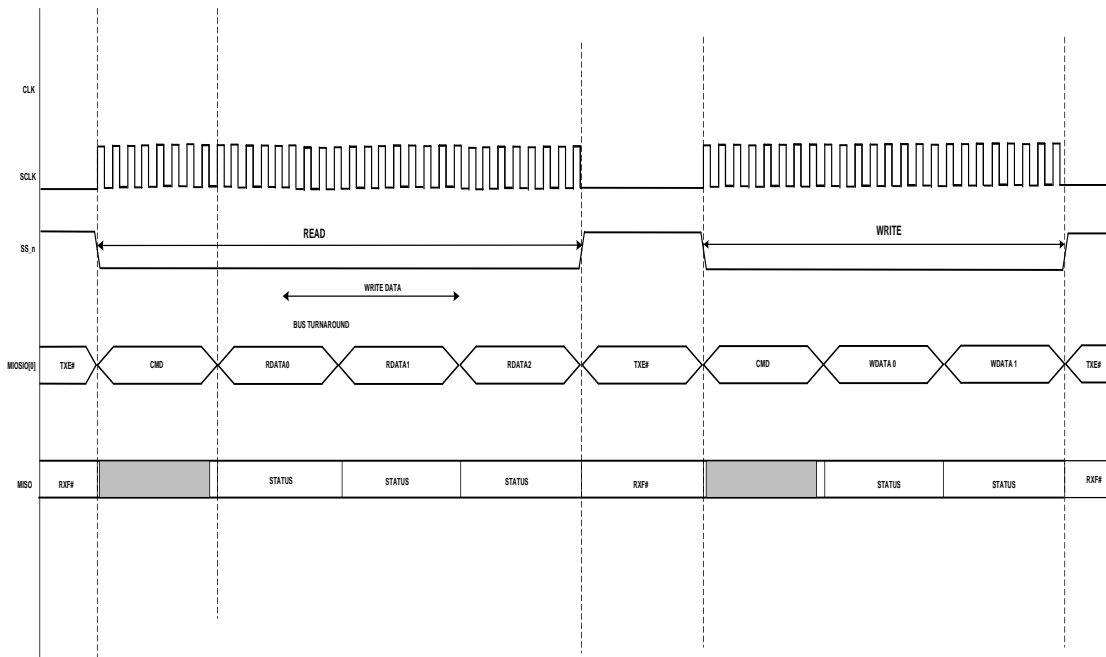 CLK
SCLK
SS_n READ WRITE
WRITE DATA
BUS TURNAROUND
MIOSIO[0] TXE# CMD RDATA0 RDATA1 RDATA2 TXE# CMD WDATA 0 WDATA 1 TXE#
MISO RXF# STATUS STATUS STATUS RXF# STATUS STATUS RXF#